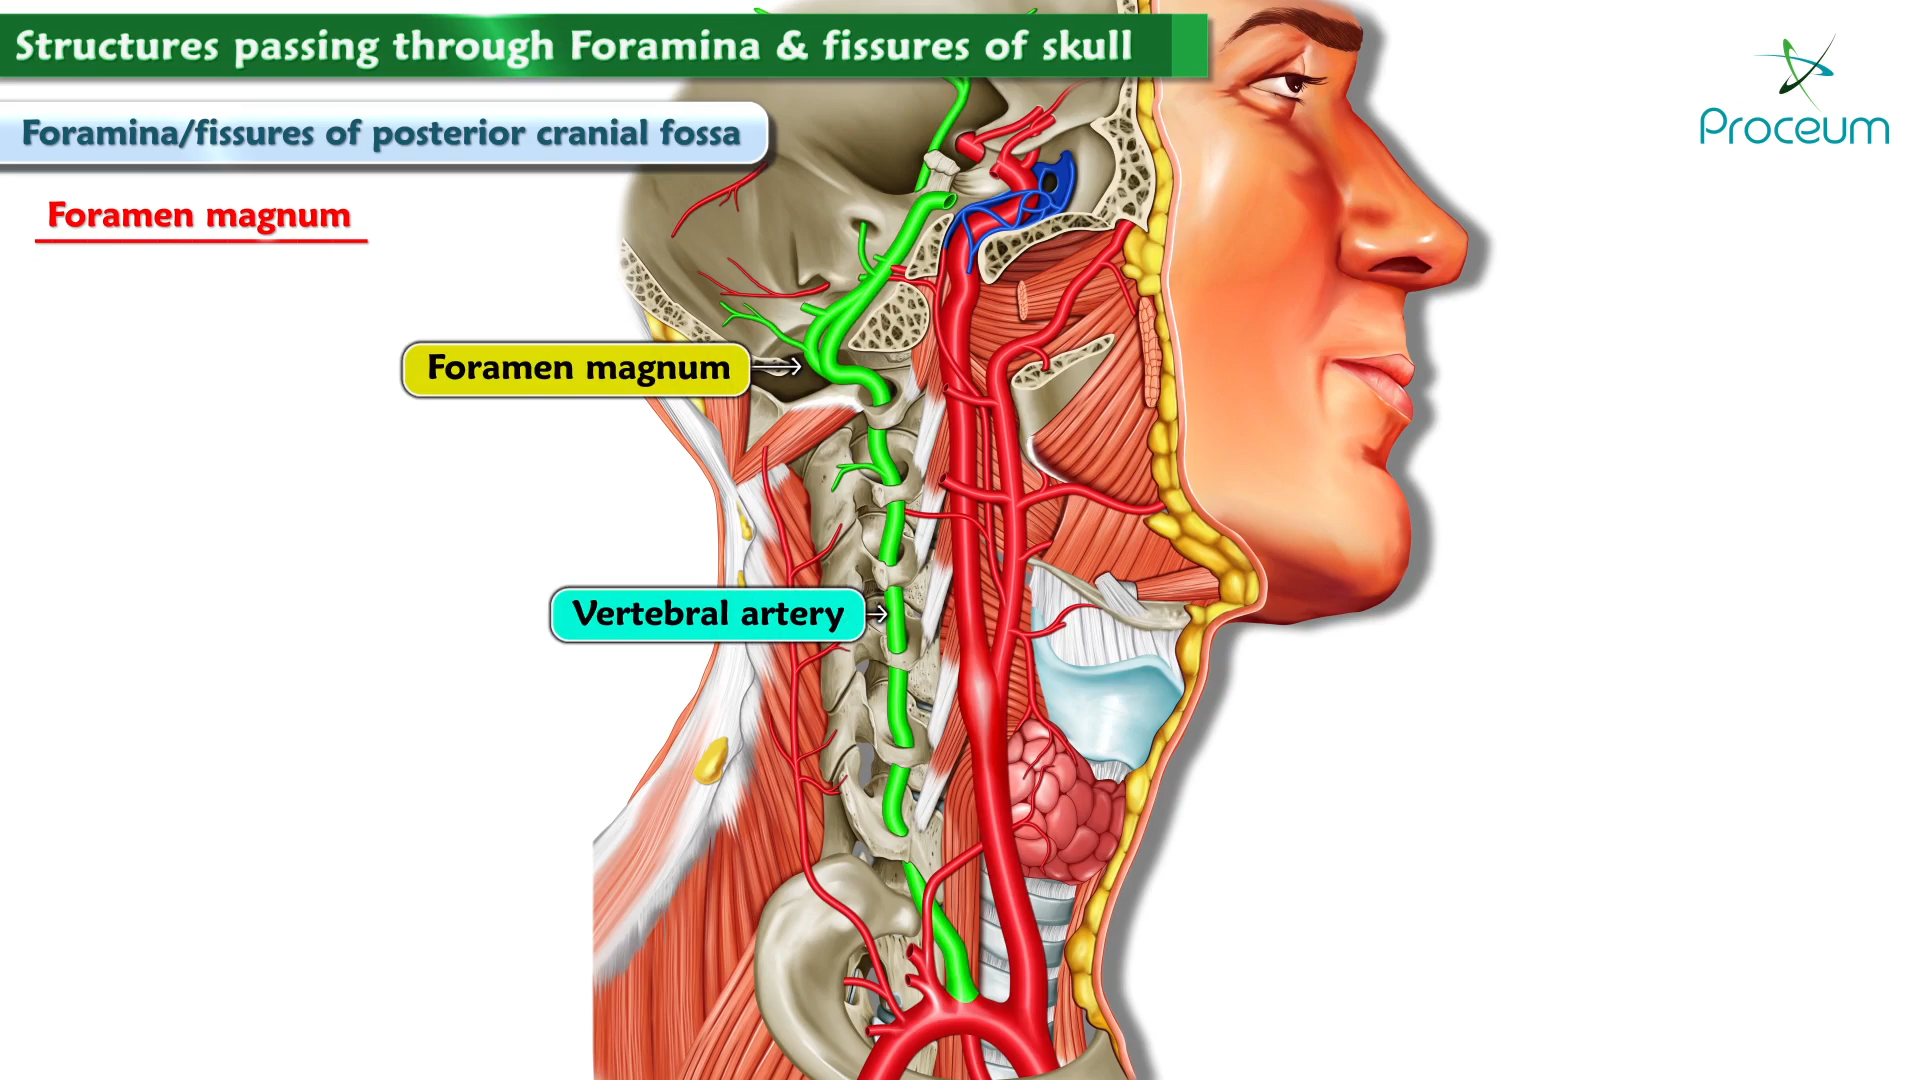 Structures passing through Foramina & fissures of skull
Proceum
Foramina/fissures of posterior cranial fossa
Foramen magnum
Foramen magnum
Vertebral artery